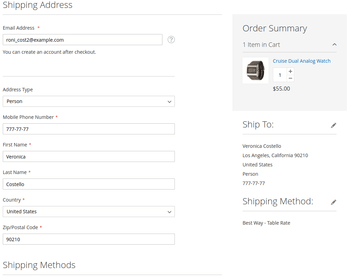 Shipping Address
Email Address *
roni_cost2@example.com
?
You can create an account after checkout.
Address Type
Person
Mobile Phone Number *
777-77-77
First Name *
Veronica
Last Name *
Costello
Country *
United States
Zip/Postal Code *
90210
Shipping Methods
Order Summary
1 Item in Cart
Cruise Dual Analog Watch
1
+
−
$55.00
Ship To:
Veronica Costello
Los Angeles, California 90210
United States
Person
777-77-77
Shipping Method:
Best Way - Table Rate